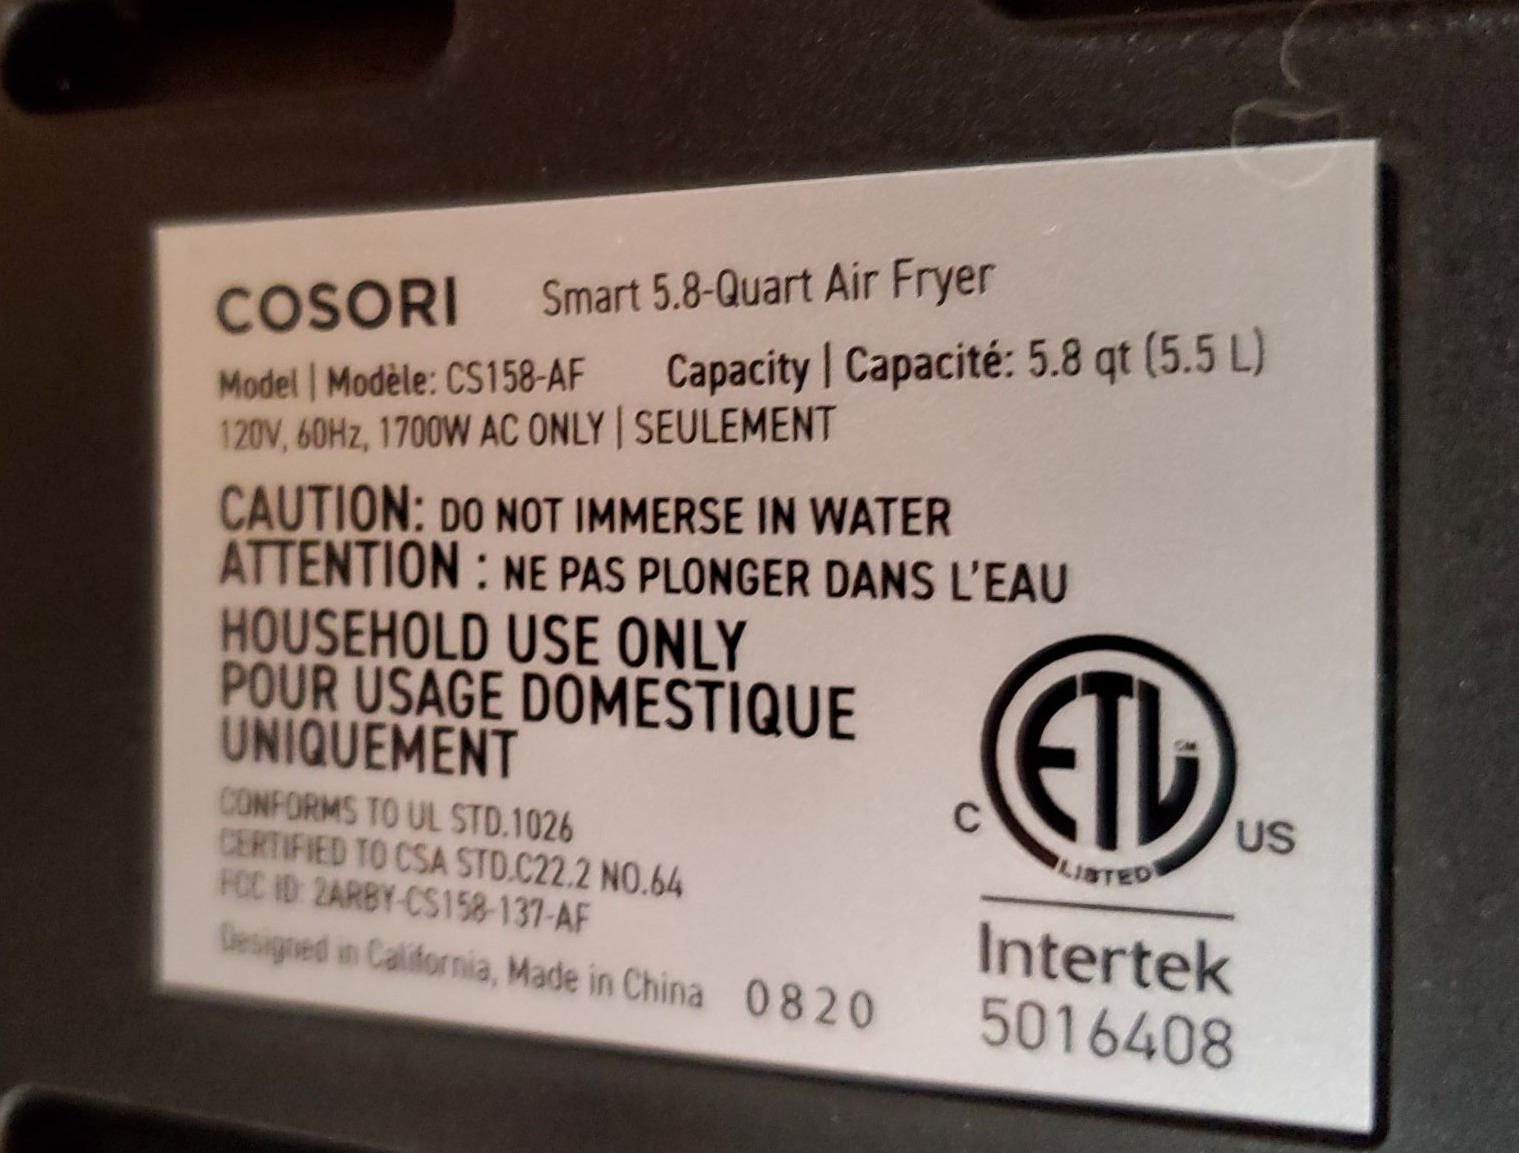 COSORI Smart 5.8-Quart Air Fryer
Model | Modèle: CS158-AF Capacity | Capacité: 5.8 qt (5.5 L)
120V, 60Hz, 1700W AC ONLY | SEULEMENT
CAUTION: DO NOT IMMERSE IN WATER
ATTENTION : NE PAS PLONGER DANS L'EAU
HOUSEHOLD USE ONLY
POUR USAGE DOMESTIQUE
UNIQUEMENT
CONFORMS TO UL STD.1026
CERTIFIED TO CSA STD.C22.2 NO.64
FCC ID: 2ARBY-CS158-137-AF
Designed in California, Made in China 0820
ETL CM
C US
LISTED
Intertek
5016408